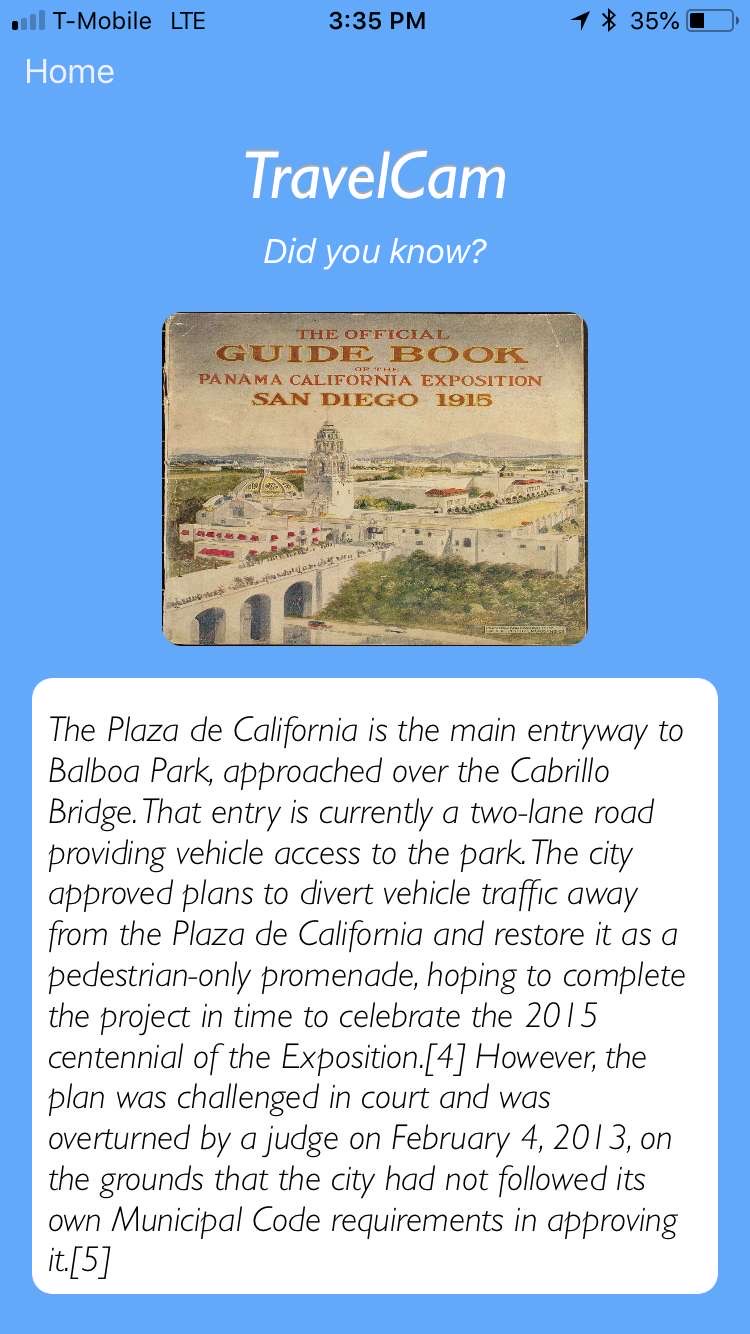 T-Mobile LTE 3:35 PM 35%
Home
TravelCam
Did you know?
THE OFFICIAL
GUIDE BOOK
OF THE
PANAMA CALIFORNIA EXPOSITION
SAN DIEGO 1915
The Plaza de California is the main entryway to
Balboa Park, approached over the Cabrillo
Bridge. That entry is currently a two-lane road
providing vehicle access to the park. The city
approved plans to divert vehicle traffic away
from the Plaza de California and restore it as a
pedestrian-only promenade, hoping to complete
the project in time to celebrate the 2015
centennial of the Exposition.[4] However, the
plan was challenged in court and was
overturned by a judge on February 4, 2013, on
the grounds that the city had not followed its
own Municipal Code requirements in approving
it.[5]